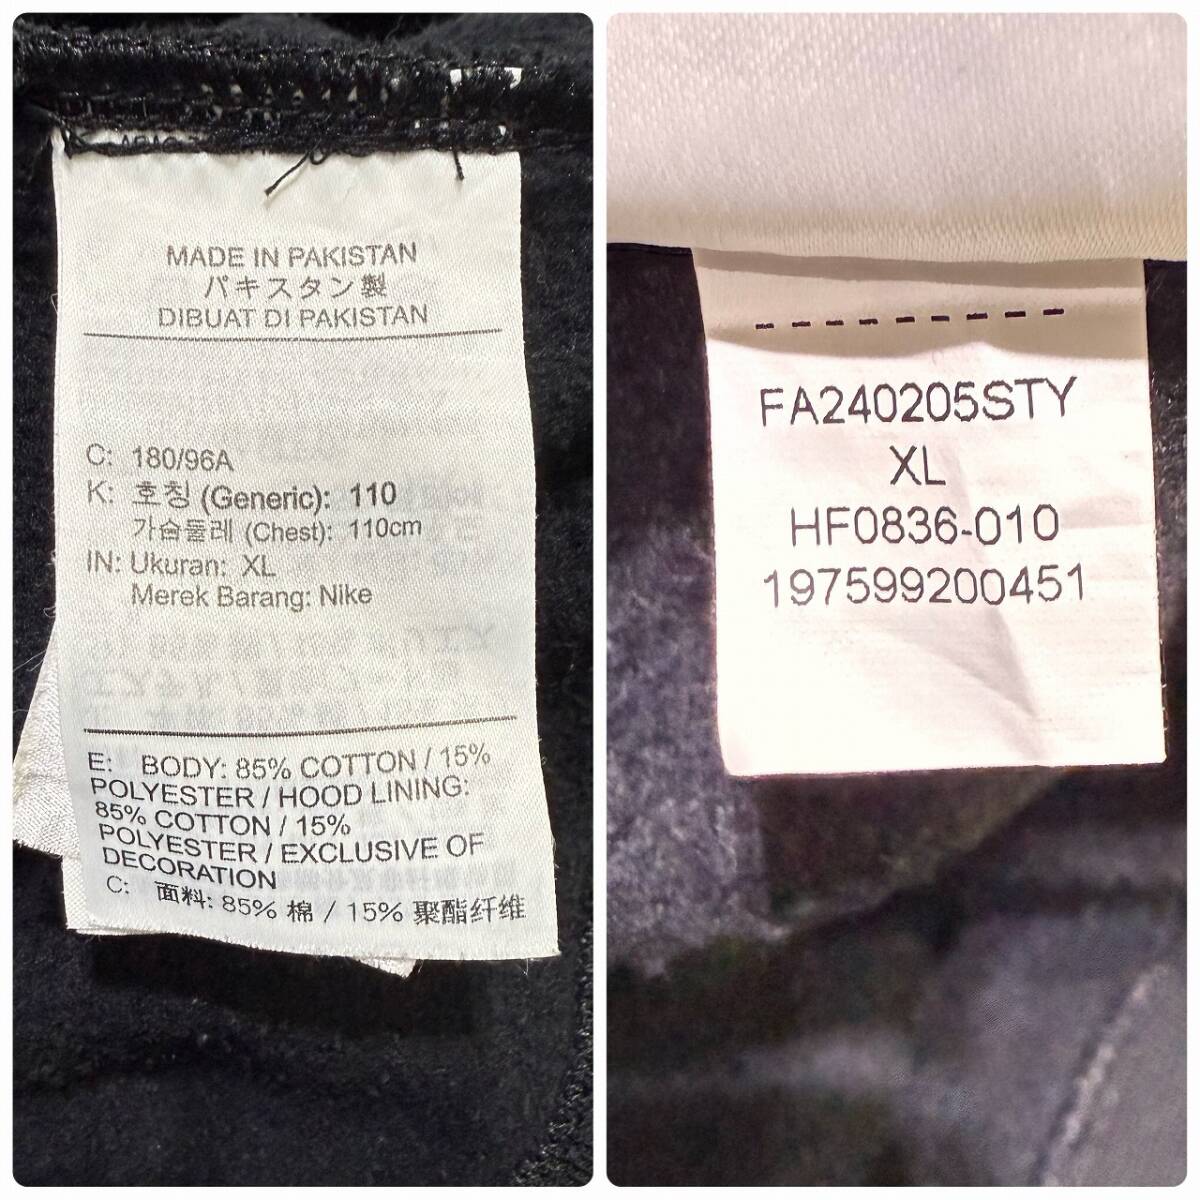 MADE IN PAKISTAN
パキスタン製
DIBUAT DI PAKISTAN
C: 180/96A
K: 호칭 (Generic): 110
가슴둘레 (Chest): 110cm
IN: Ukuran: XL
Merek Barang: Nike
E: BODY: 85% COTTON / 15%
POLYESTER / HOOD LINING:
85% COTTON / 15%
POLYESTER / EXCLUSIVE OF
DECORATION
C: 面料: 85% 棉 / 15% 聚酯纤维
FA240205STY
XL
HF0836-010
197599200451